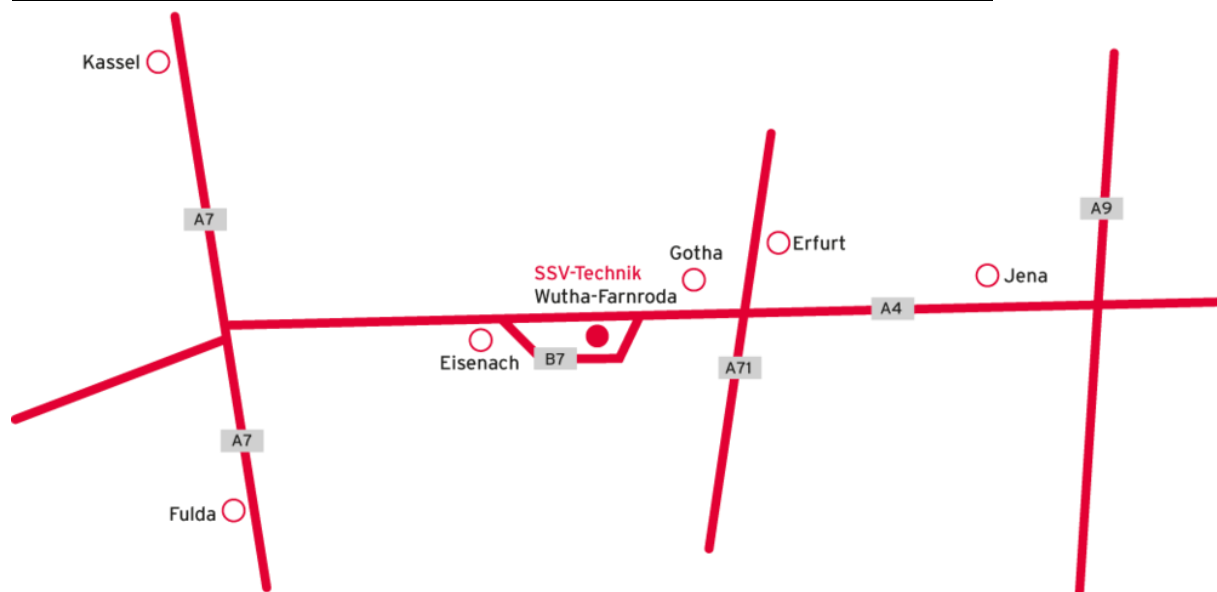 Kassel
A7
A9
Erfurt
Gotha
SSV-Technik
Wutha-Farnroda
Jena
A4
Eisenach
B7
A71
A7
Fulda